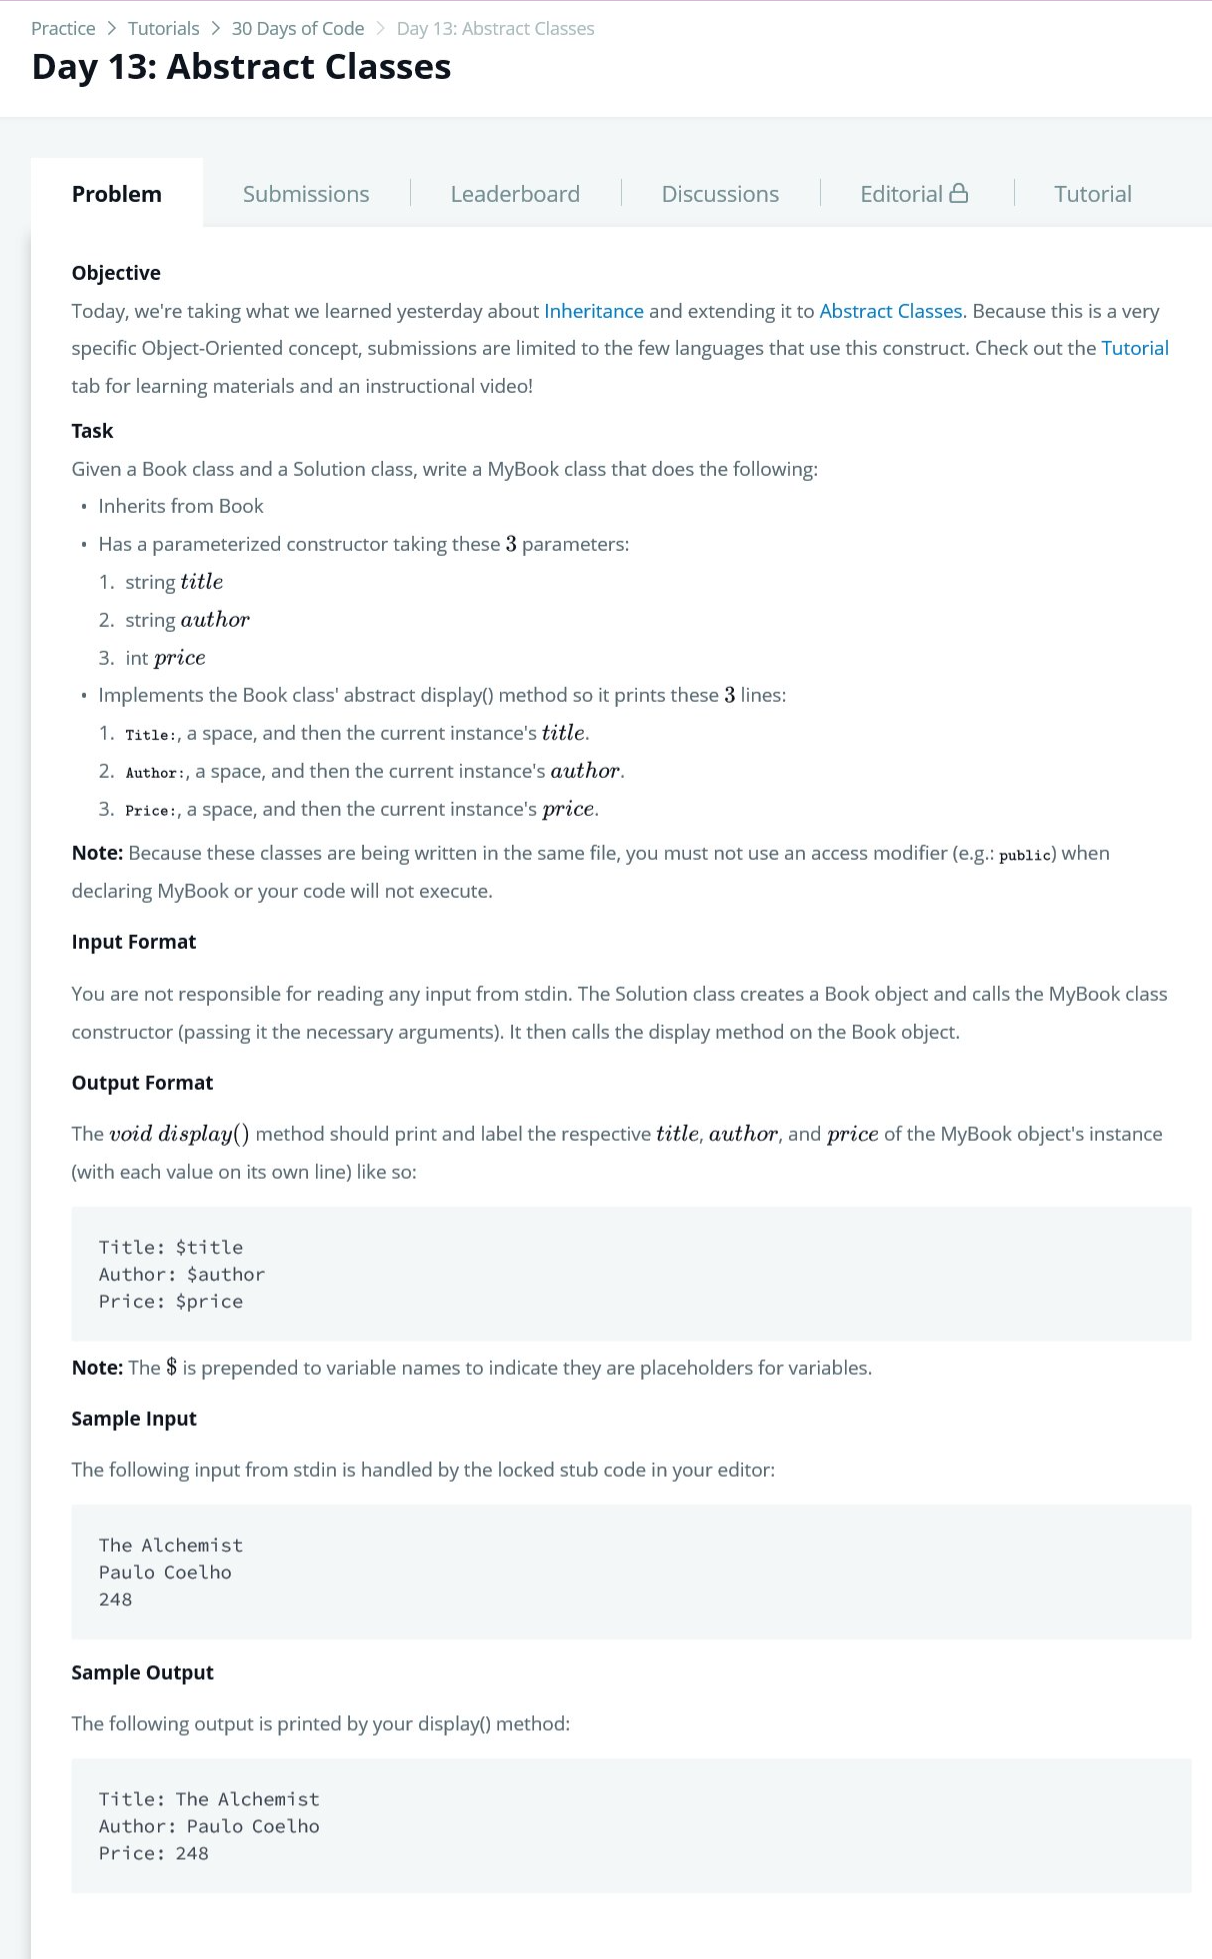 Practice > Tutorials > 30 Days of Code > Day 13: Abstract Classes
Day 13: Abstract Classes
Problem Submissions Leaderboard Discussions Editorial Tutorial
Objective
Today, we're taking what we learned yesterday about Inheritance and extending it to Abstract Classes. Because this is a very
specific Object-Oriented concept, submissions are limited to the few languages that use this construct. Check out the Tutorial
tab for learning materials and an instructional video!
Task
Given a Book class and a Solution class, write a MyBook class that does the following:
• Inherits from Book
• Has a parameterized constructor taking these 3 parameters:
1. string title
2. string author
3. int price
• Implements the Book class' abstract display() method so it prints these 3 lines:
1. Title:, a space, and then the current instance's title.
2. Author:, a space, and then the current instance's author.
3. Price:, a space, and then the current instance's price.
Note: Because these classes are being written in the same file, you must not use an access modifier (e.g.: public) when
declaring MyBook or your code will not execute.
Input Format
You are not responsible for reading any input from stdin. The Solution class creates a Book object and calls the MyBook class
constructor (passing it the necessary arguments). It then calls the display method on the Book object.
Output Format
The void display() method should print and label the respective title, author, and price of the MyBook object's instance
(with each value on its own line) like so:
Title: $title
Author: $author
Price: $price
Note: The $ is prepended to variable names to indicate they are placeholders for variables.
Sample Input
The following input from stdin is handled by the locked stub code in your editor:
The Alchemist
Paulo Coelho
248
Sample Output
The following output is printed by your display() method:
Title: The Alchemist
Author: Paulo Coelho
Price: 248